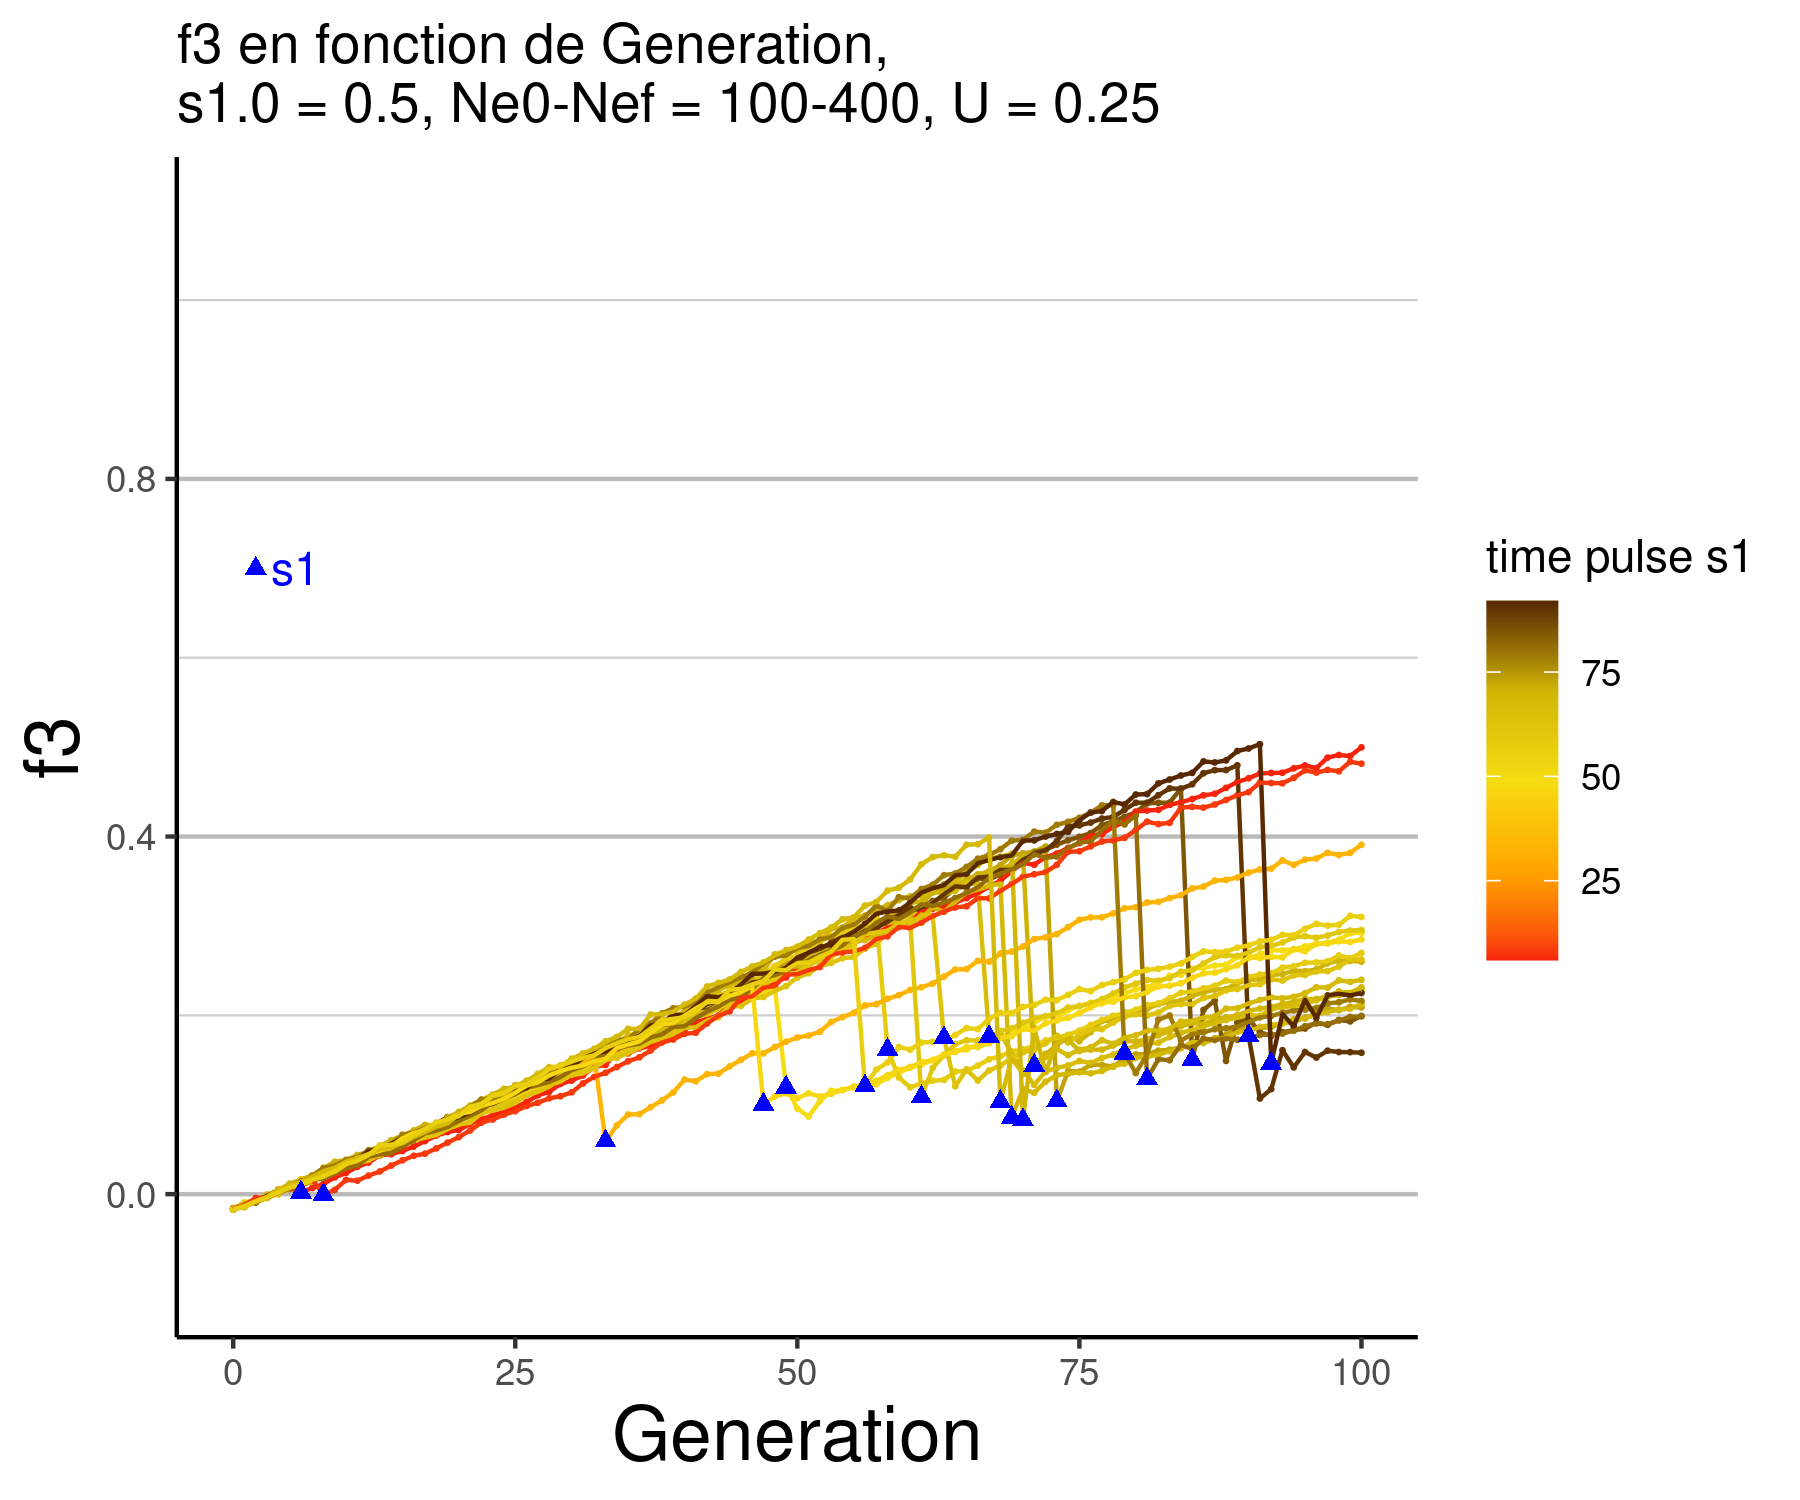 f3 en fonction de Generation,
s1.0 = 0.5, Ne0-Nef = 100-400, U = 0.25
0.8
s1
0.4
0.0
f3
0 25 50 75 100
Generation
time pulse s1
75
50
25